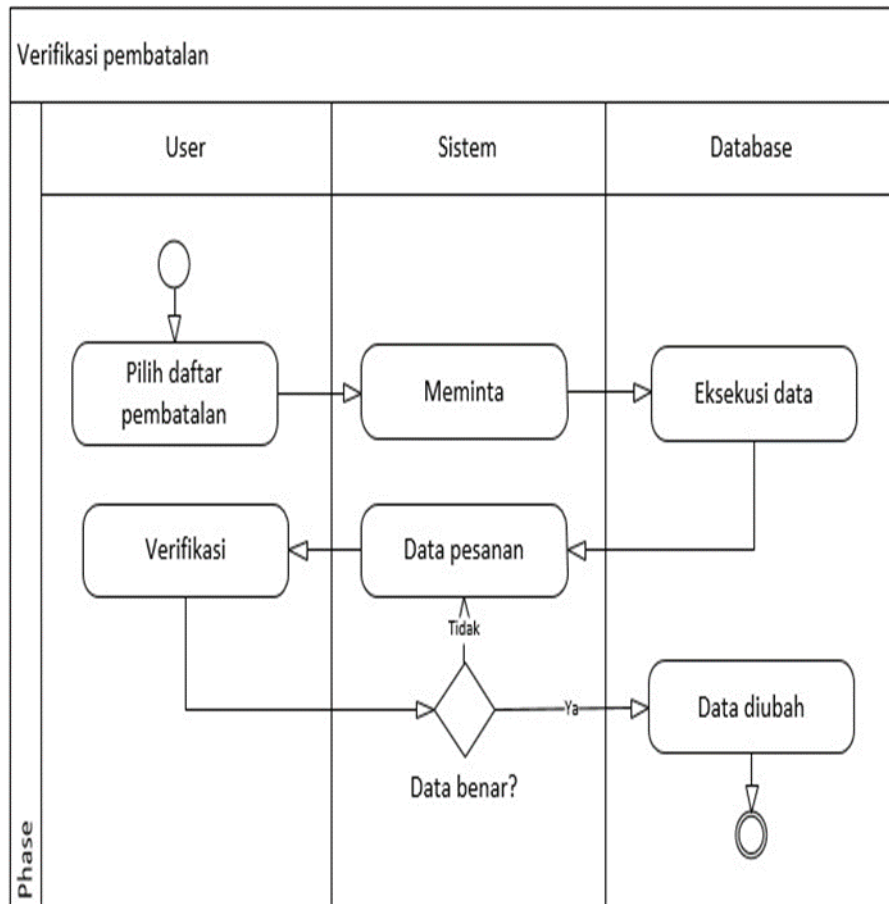 Verifikasi pembatalan
User
Sistem
Database
Pilih daftar
pembatalan
Meminta
Eksekusi data
Verifikasi
Data pesanan
Tidak
Ya
Data diubah
Data benar?
Phase